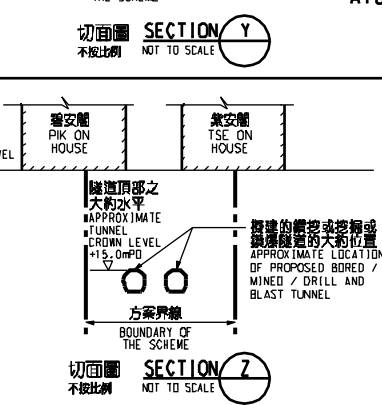 THE SCHEME
切面圖 SECTION Y
不按比例 NOT TO SCALE
碧安閣
PIK ON
HOUSE
紫安閣
TSE ON
HOUSE
隧道頂部之
大約水平
APPROXIMATE
TUNNEL
CROWN LEVEL
+15.0mPD
擬建的鑽挖或挖掘或
鑽爆隧道的大約位置
APPROXIMATE LOCATION
OF PROPOSED BORED /
MINED / DRILL AND
BLAST TUNNEL
方案界線
BOUNDARY OF
THE SCHEME
切面圖 SECTION Z
不按比例 NOT TO SCALE